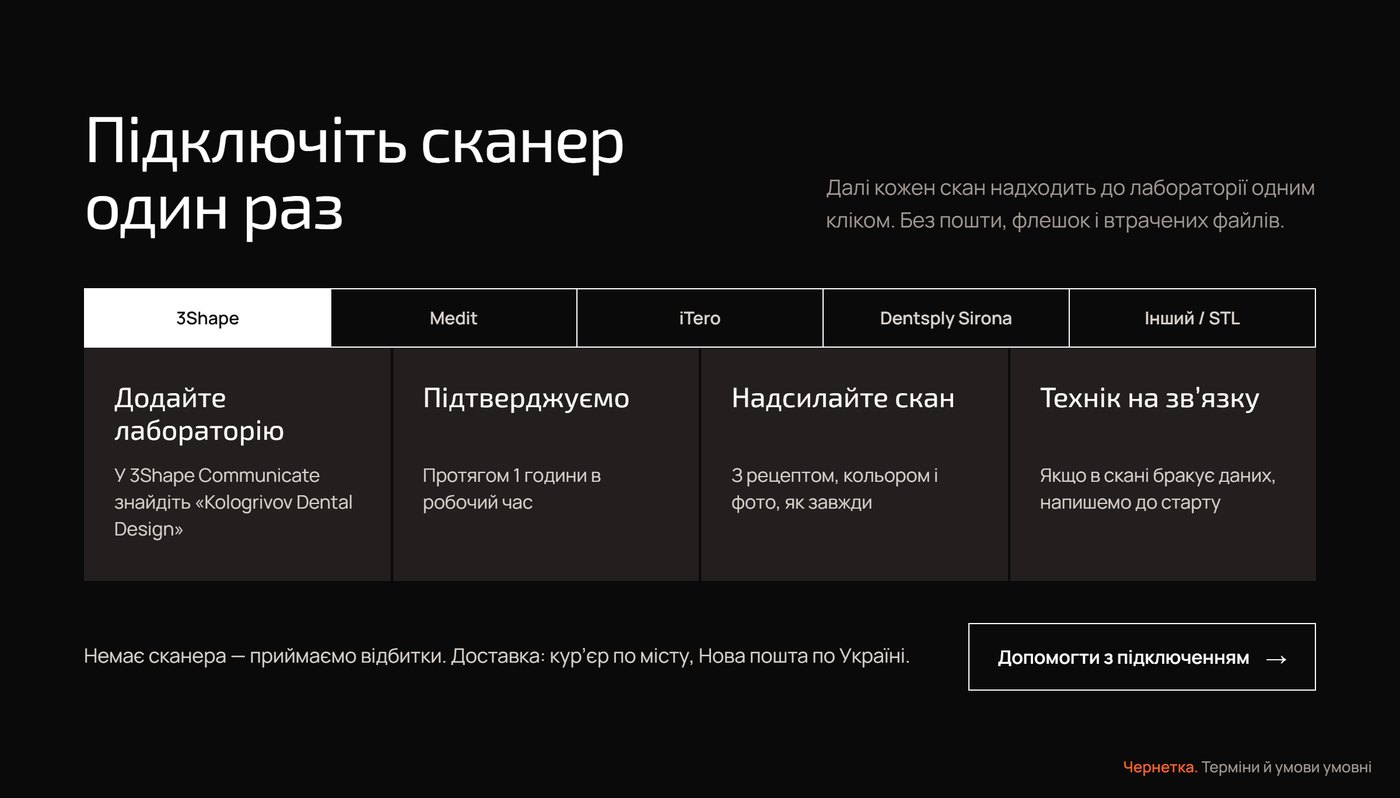 Підключіть сканер
один раз
Далі кожен скан надходить до лабораторії одним
кліком. Без пошти, флешок і втрачених файлів.
3Shape
Medit
iTero
Dentsply Sirona
Інший / STL
Додайте
лабораторію
У 3Shape Communicate
знайдіть «Kologrivov Dental
Design»
Підтверджуємо
Протягом 1 години в
робочий час
Надсилайте скан
З рецептом, кольором і
фото, як завжди
Технік на зв’язку
Якщо в скані бракує даних,
напишемо до старту
Немає сканера — приймаємо відбитки. Доставка: кур’єр по місту, Нова пошта по Україні.
Допомогти з підключенням →
Чернетка. Терміни й умови умовні